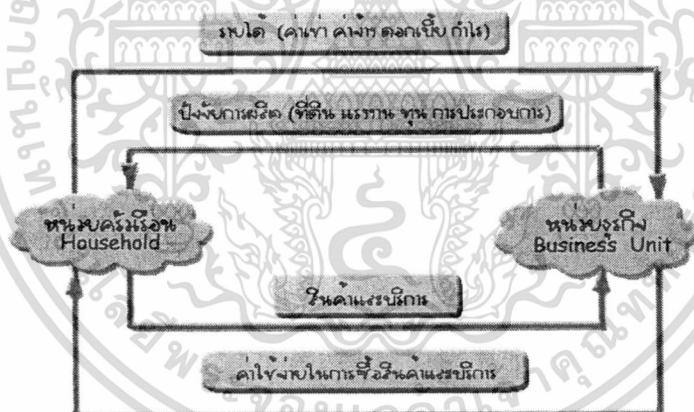 รายได้ (ค่าเช่า ค่าจ้าง ดอกเบี้ย กำไร)
ปัจจัยการผลิต (ที่ดิน แรงงาน ทุน การประกอบการ)
หน่วยครัวเรือน
Household
หน่วยธุรกิจ
Business Unit
สินค้าและบริการ
ค่าใช้จ่ายในการซื้อสินค้าและบริการ